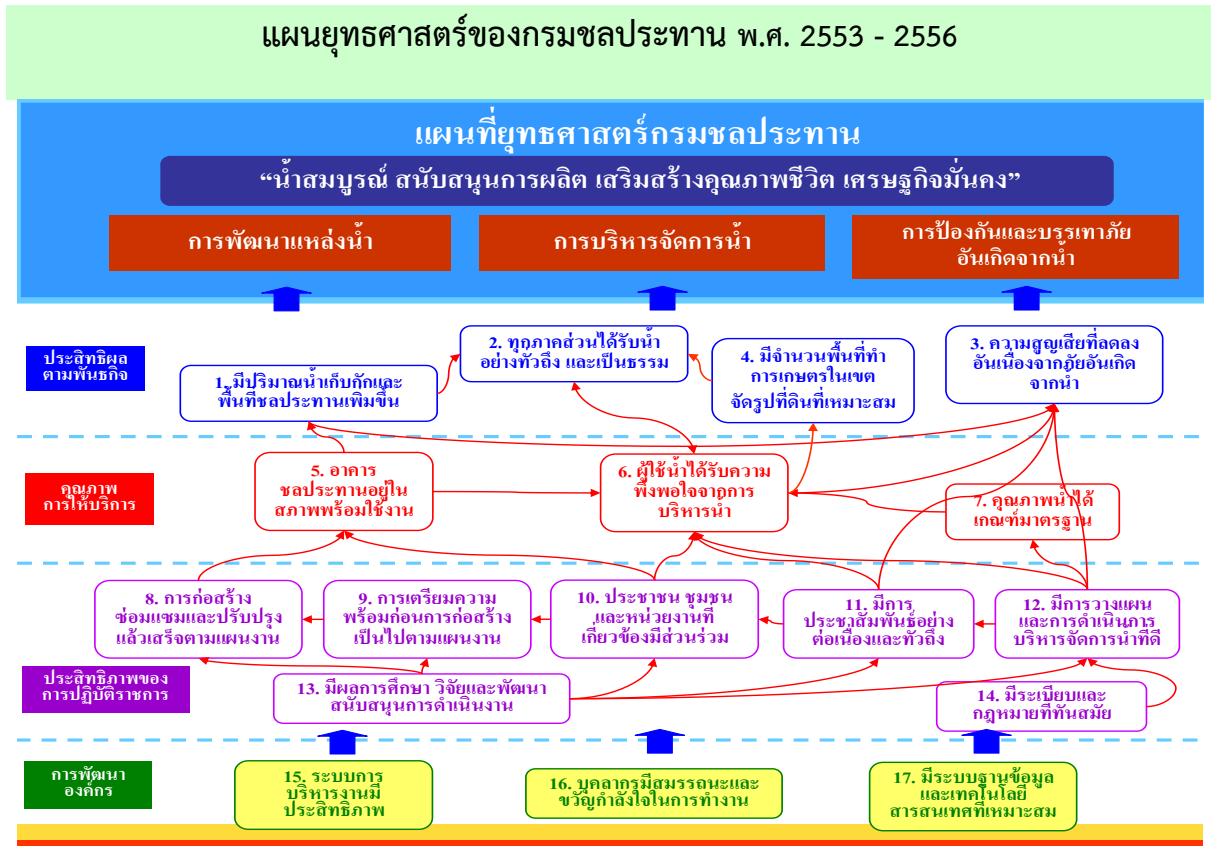 แผนยุทธศาสตร์ของกรมชลประทาน พ.ศ. 2553 - 2556
แผนที่ยุทธศาสตร์กรมชลประทาน
“น้ำสมบูรณ์ สนับสนุนการผลิต เสริมสร้างคุณภาพชีวิต เศรษฐกิจมั่นคง”
การพัฒนาแหล่งน้ำ
การบริหารจัดการน้ำ
การป้องกันและบรรเทาภัย
อันเกิดจากน้ำ
ประสิทธิผล
ตามพันธกิจ
1. มีปริมาณน้ำเก็บกักและ
พื้นที่ชลประทานเพิ่มขึ้น
2. ทุกภาคส่วนได้รับน้ำ
อย่างทั่วถึง และเป็นธรรม
4. มีจำนวนพื้นที่ทำ
การเกษตรในเขต
จัดรูปที่ดินที่เหมาะสม
3. ความสูญเสียที่ลดลง
อันเนื่องจากภัยอันเกิด
จากน้ำ
คุณภาพ
การให้บริการ
5. อาคาร
ชลประทานอยู่ใน
สภาพพร้อมใช้งาน
6. ผู้ใช้น้ำได้รับความ
พึงพอใจจากการ
บริหารน้ำ
7. คุณภาพน้ำได้
เกณฑ์มาตรฐาน
ประสิทธิภาพของ
การปฏิบัติราชการ
8. การก่อสร้าง
ซ่อมแซมและปรับปรุง
แล้วเสร็จตามแผนงาน
9. การเตรียมความ
พร้อมก่อนการก่อสร้าง
เป็นไปตามแผนงาน
10. ประชาชน ชุมชน
และหน่วยงานที่
เกี่ยวข้องมีส่วนร่วม
11. มีการ
ประชาสัมพันธ์อย่าง
ต่อเนื่องและทั่วถึง
12. มีการวางแผน
และการดำเนินการ
บริหารจัดการน้ำที่ดี
13. มีผลการศึกษา วิจัยและพัฒนา
สนับสนุนการดำเนินงาน
14. มีระเบียบและ
กฎหมายที่ทันสมัย
การพัฒนา
องค์กร
15. ระบบการ
บริหารงานมี
ประสิทธิภาพ
16. บุคลากรมีสมรรถนะและ
ขวัญกำลังใจในการทำงาน
17. มีระบบฐานข้อมูล
และเทคโนโลยี
สารสนเทศที่เหมาะสม